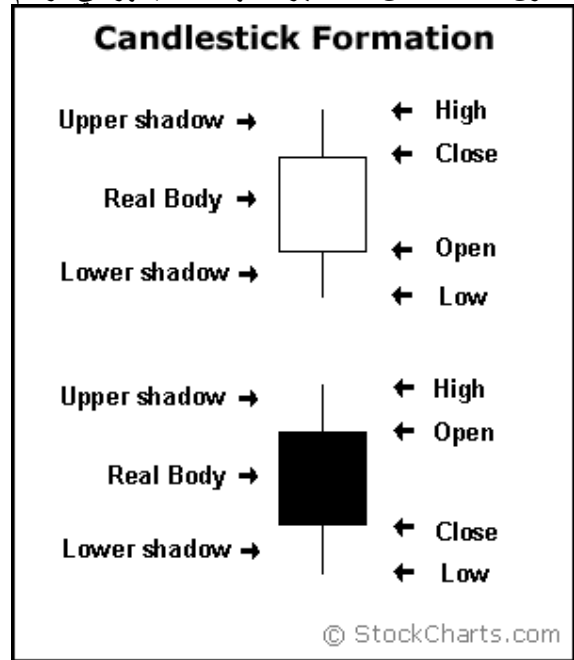 Candlestick Formation
Upper shadow → ← High
← Close
Real Body →
← Open
Lower shadow →
← Low
Upper shadow → ← High
← Open
Real Body →
← Close
Lower shadow →
← Low
© StockCharts.com